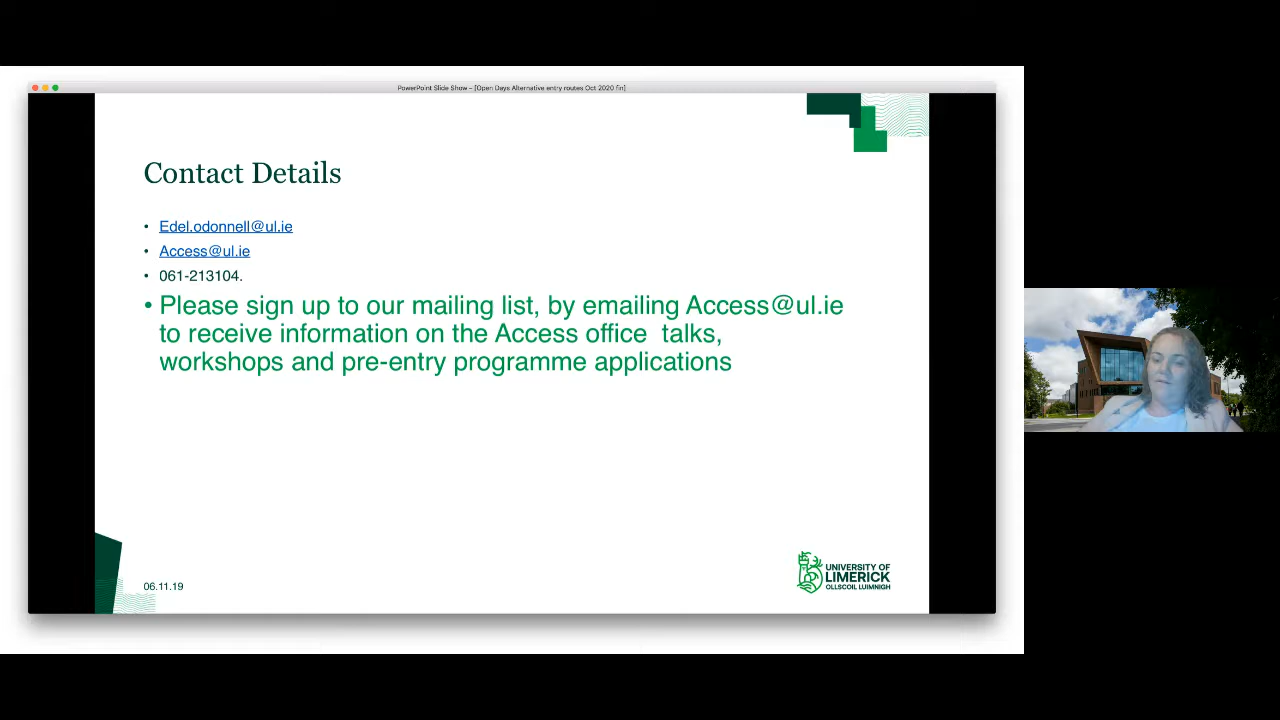 PowerPoint Slide Show – [Open Days Alternative entry routes Oct 2020 fin]
Contact Details
• Edel.odonnell@ul.ie
• Access@ul.ie
• 061-213104.
• Please sign up to our mailing list, by emailing Access@ul.ie
to receive information on the Access office  talks,
workshops and pre-entry programme applications
06.11.19
UNIVERSITY OF
LIMERICK
OLLSCOIL LUIMNIGH